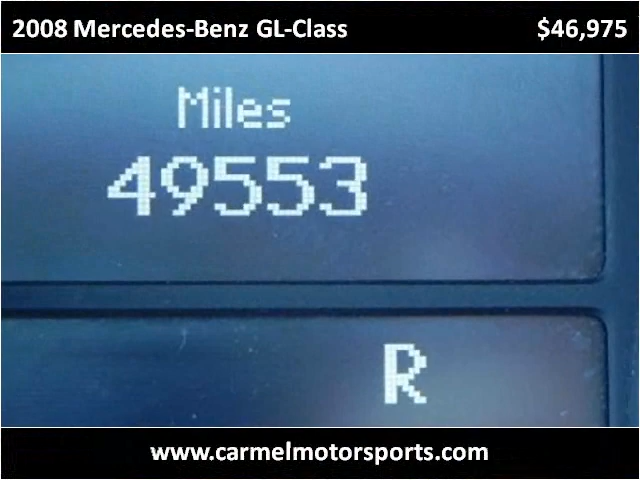 2008 Mercedes-Benz GL-Class $46,975
Miles
49553
R
www.carmelmotorsports.com